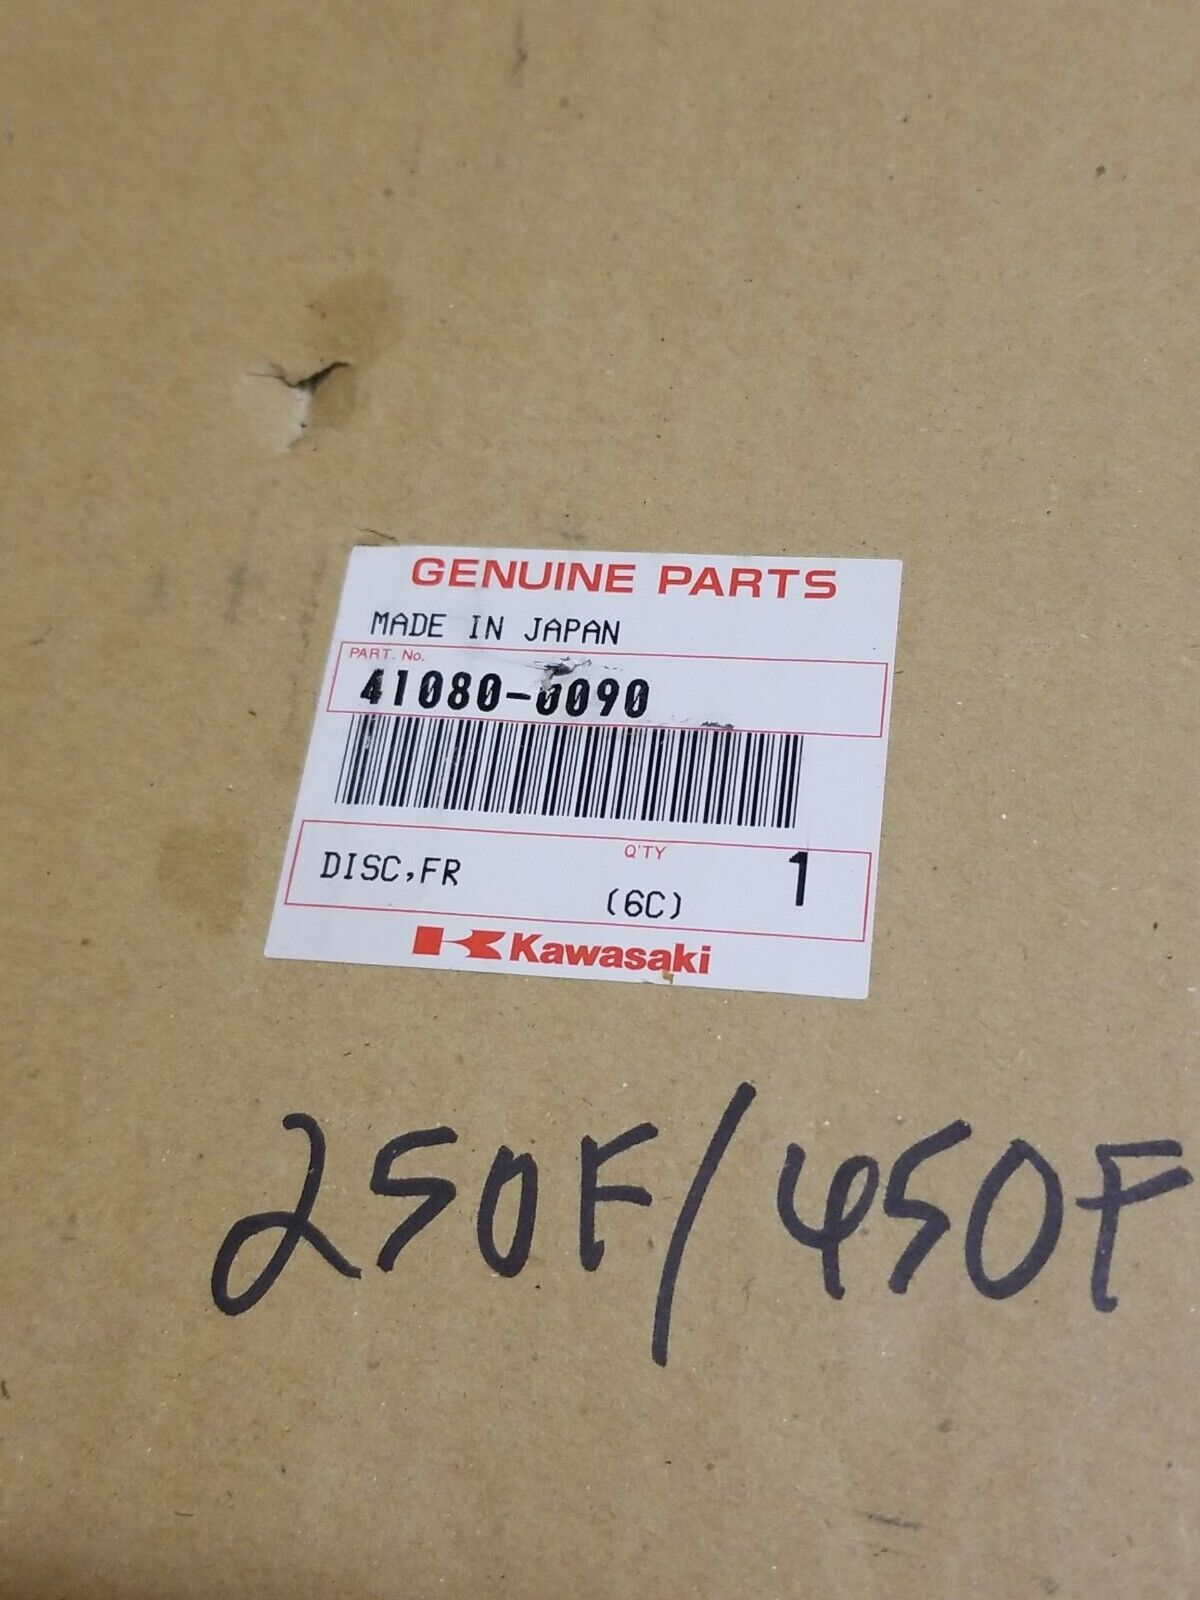 GENUINE PARTS
MADE IN JAPAN
PART. No.
41080-0090
Q'TY
DISC,FR (6C) 1
Kawasaki
250F/450F